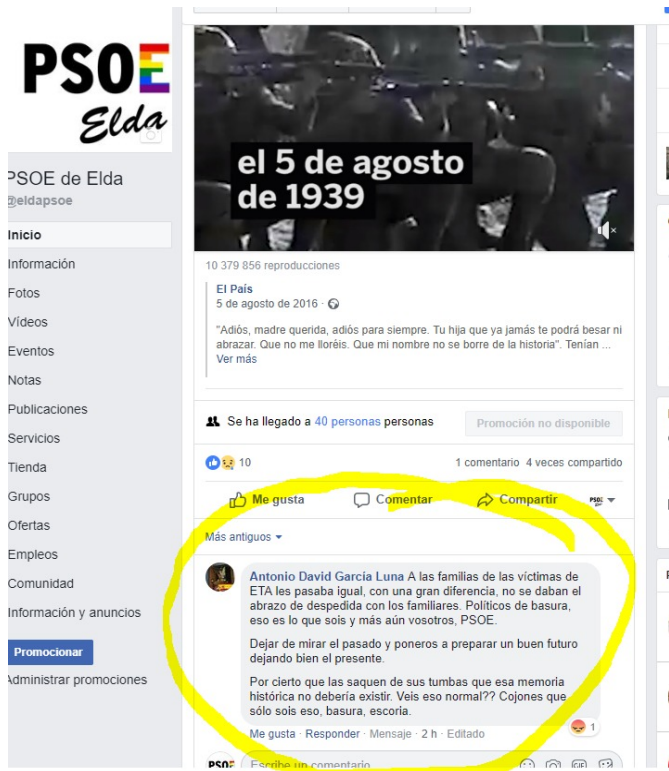 PSOE
Elda
PSOE de Elda
@eldapsoe
Inicio
Información
Fotos
Vídeos
Eventos
Notas
Publicaciones
Servicios
Tienda
Grupos
Ofertas
Empleos
Comunidad
Información y anuncios
Promocionar
Administrar promociones
el 5 de agosto
de 1939
10 379 856 reproducciones
El País
5 de agosto de 2016 ·
"Adiós, madre querida, adiós para siempre. Tu hija que ya jamás te podrá besar ni
abrazar. Que no me lloréis. Que mi nombre no se borre de la historia". Tenían ...
Ver más
Se ha llegado a 40 personas personas
Promoción no disponible
10
1 comentario 4 veces compartido
Me gusta
Comentar
Compartir
Más antiguos
Antonio David Garcia Luna A las familias de las víctimas de
ETA les pasaba igual, con una gran diferencia, no se daban el
abrazo de despedida con los familiares. Políticos de basura,
eso es lo que sois y más aún vosotros, PSOE.
Dejar de mirar el pasado y poneros a preparar un buen futuro
dejando bien el presente.
Por cierto que las saquen de sus tumbas que esa memoria
histórica no debería existir. Veis eso normal?? Cojones que
sólo sois eso, basura, escoria.
1
Me gusta · Responder · Mensaje · 2 h · Editado
PSOE
Escribe un comentario
GIF